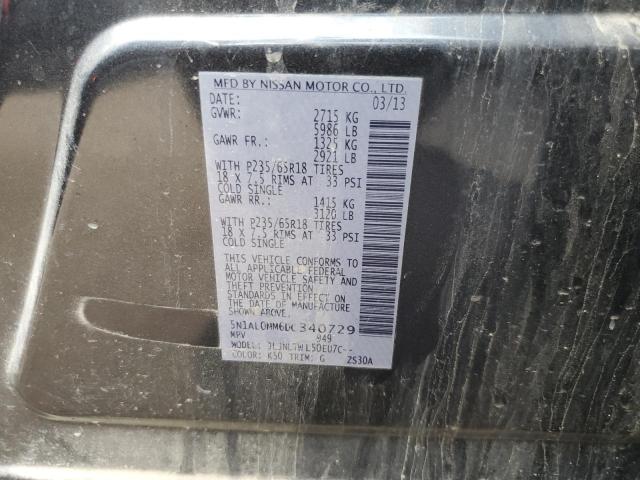 MFD BY NISSAN MOTOR CO., LTD.
DATE: 03/13
GVWR: 2715 KG
5986 LB
GAWR FR.: 1325 KG
2921 LB
WITH P235/65R18 TIRES
18 X 7.5 RIMS AT 33 PSI
COLD SINGLE
GAWR RR.: 1415 KG
3120 LB
WITH P235/65R18 TIRES
18 X 7.5 RIMS AT 33 PSI
COLD SINGLE
THIS VEHICLE CONFORMS TO
ALL APPLICABLE FEDERAL
MOTOR VEHICLE SAFETY AND
THEFT PREVENTION
STANDARDS IN EFFECT ON
THE DATE OF MANUFACTURE
SHOWN ABOVE.
5N1AL0MM6DC340729
MPV 949
MODEL:
COLOR: K50 TRIM: G ZS30A